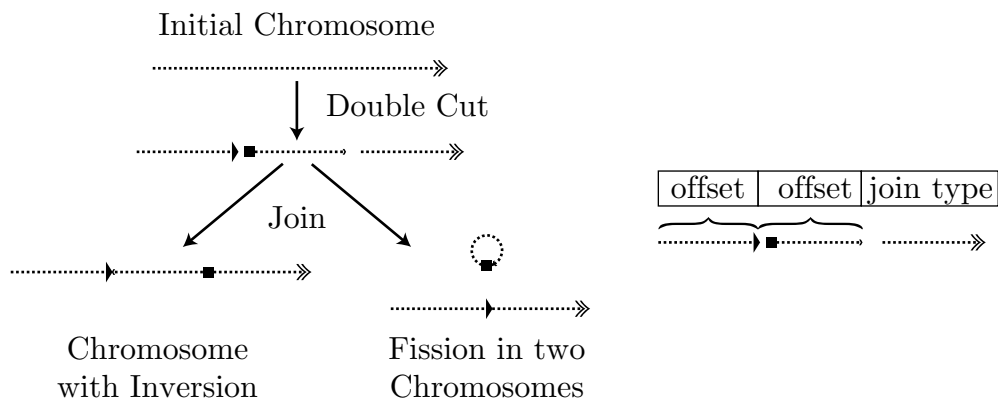 Initial Chromosome
Double Cut
Join
Chromosome
with Inversion
Fission in two
Chromosomes
offset offset join type